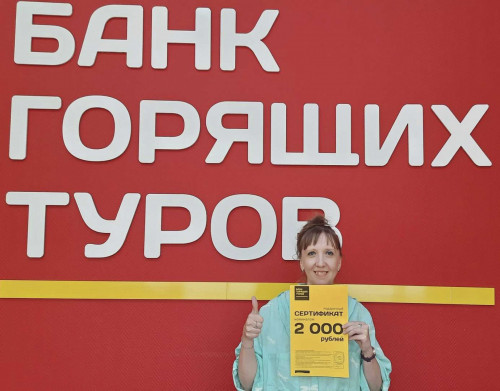 БАНК
ГОРЯЩИХ
ТУРОВ
СЕРТИФИКАТ
2 000
рублей